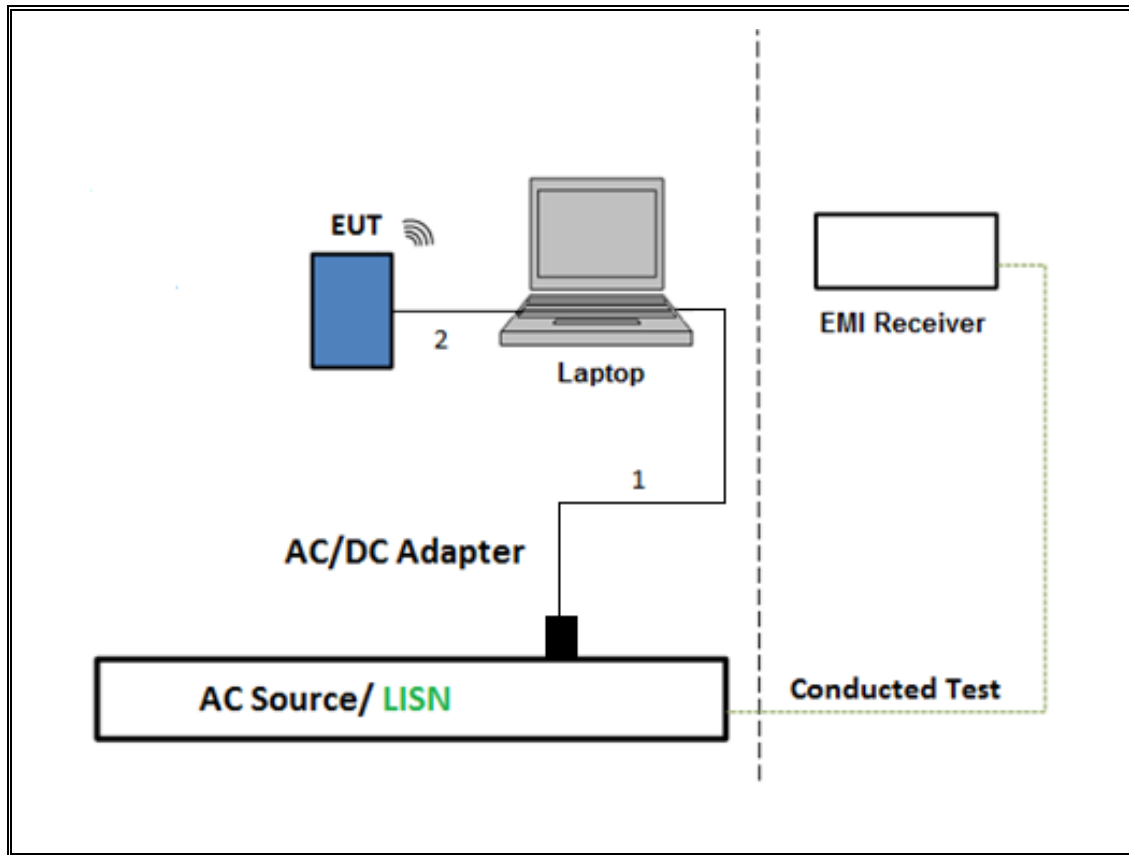 EUT
2
Laptop
EMI Receiver
1
AC/DC Adapter
AC Source/ LISN
Conducted Test